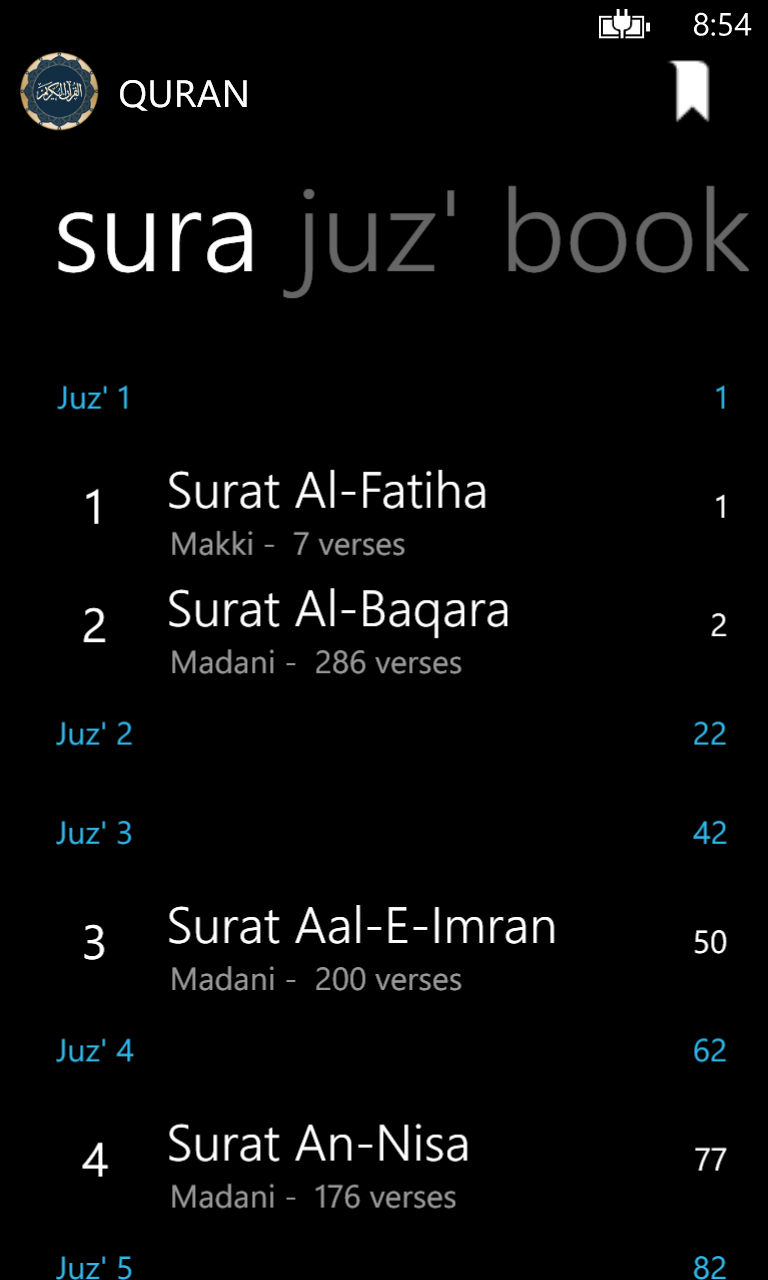 8:54
القرآن الكريم
QURAN
sura juz' book
Juz' 1 1
1 Surat Al-Fatiha 1
Makki - 7 verses
2 Surat Al-Baqara 2
Madani - 286 verses
Juz' 2 22
Juz' 3 42
3 Surat Aal-E-Imran 50
Madani - 200 verses
Juz' 4 62
4 Surat An-Nisa 77
Madani - 176 verses
Juz' 5 82